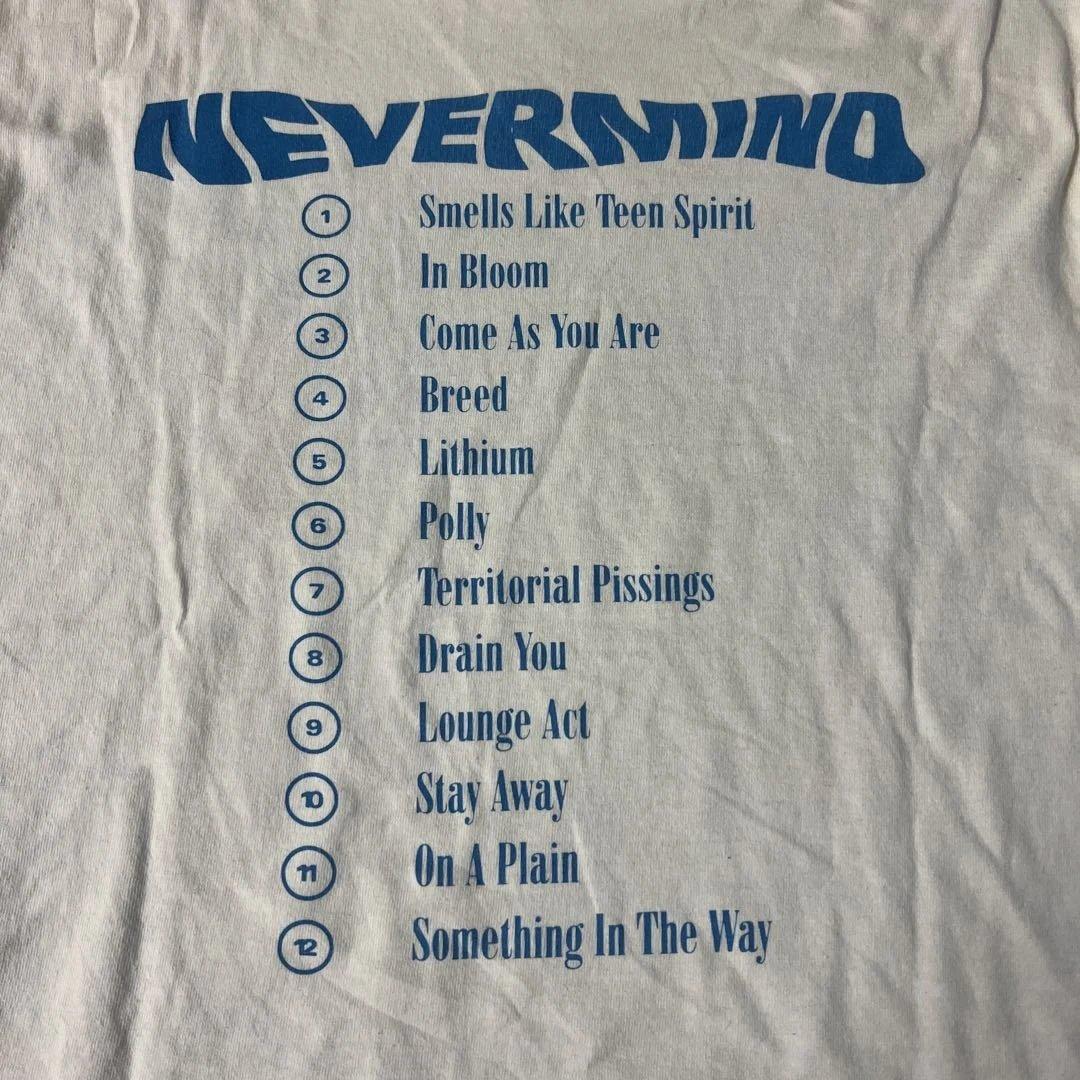 NEVERMIND
1 Smells Like Teen Spirit
2 In Bloom
3 Come As You Are
4 Breed
5 Lithium
6 Polly
7 Territorial Pissings
8 Drain You
9 Lounge Act
10 Stay Away
11 On A Plain
12 Something In The Way